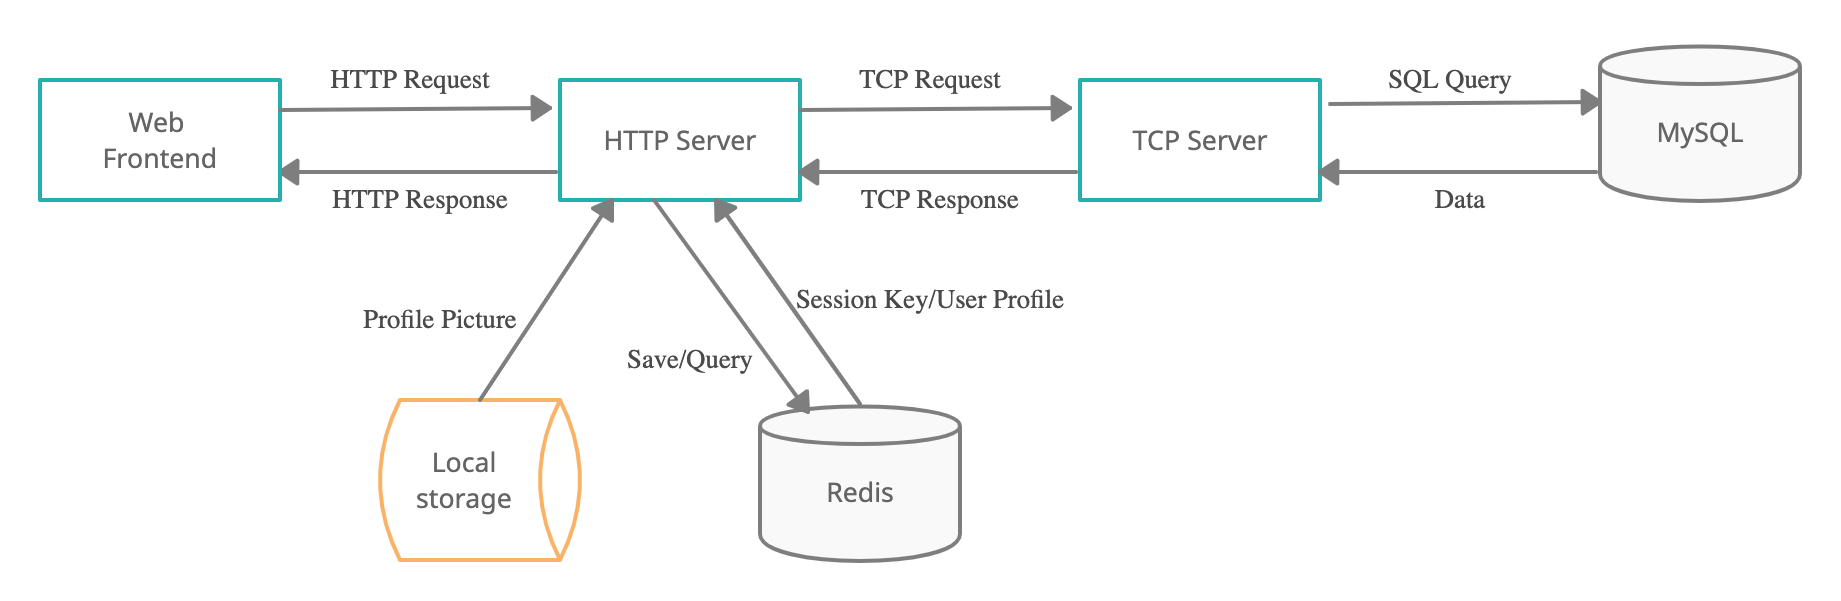 HTTP Request
TCP Request
SQL Query
Web
Frontend
HTTP Server
TCP Server
MySQL
HTTP Response
TCP Response
Data
Session Key/User Profile
Profile Picture
Save/Query
Local
storage
Redis